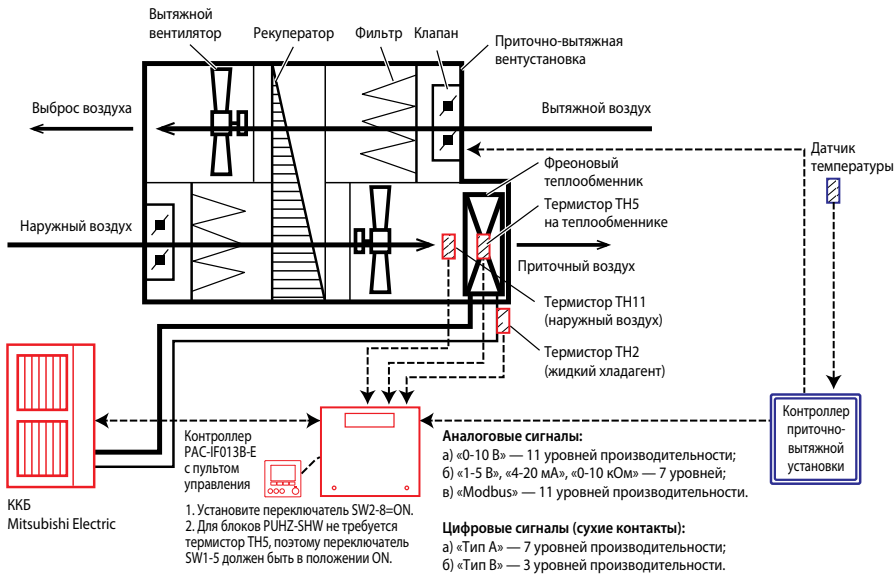 Вытяжной
вентилятор
Рекуператор
Фильтр
Клапан
Приточно-вытяжная
вентустановка
Выброс воздуха
Вытяжной воздух
Датчик
температуры
Фреоновый
теплообменник
Термистор TH5
на теплообменнике
Наружный воздух
Приточный воздух
Термистор TH11
(наружный воздух)
Термистор TH2
(жидкий хладагент)
Контроллер
приточно-
вытяжной
установки
Контроллер
PAC-IF013B-E
с пультом
управления
ККБ
Mitsubishi Electric
1. Установите переключатель SW2-8=ON.
2. Для блоков PUHZ-SHW не требуется
термистор TH5, поэтому переключатель
SW1-5 должен быть в положении ON.
Аналоговые сигналы:
а) «0-10 В» — 11 уровней производительности;
б) «1-5 В», «4-20 мА», «0-10 кОм» — 7 уровней;
в) «Modbus» — 11 уровней производительности.
Цифровые сигналы (сухие контакты):
а) «Тип А» — 7 уровней производительности;
б) «Тип В» — 3 уровней производительности.